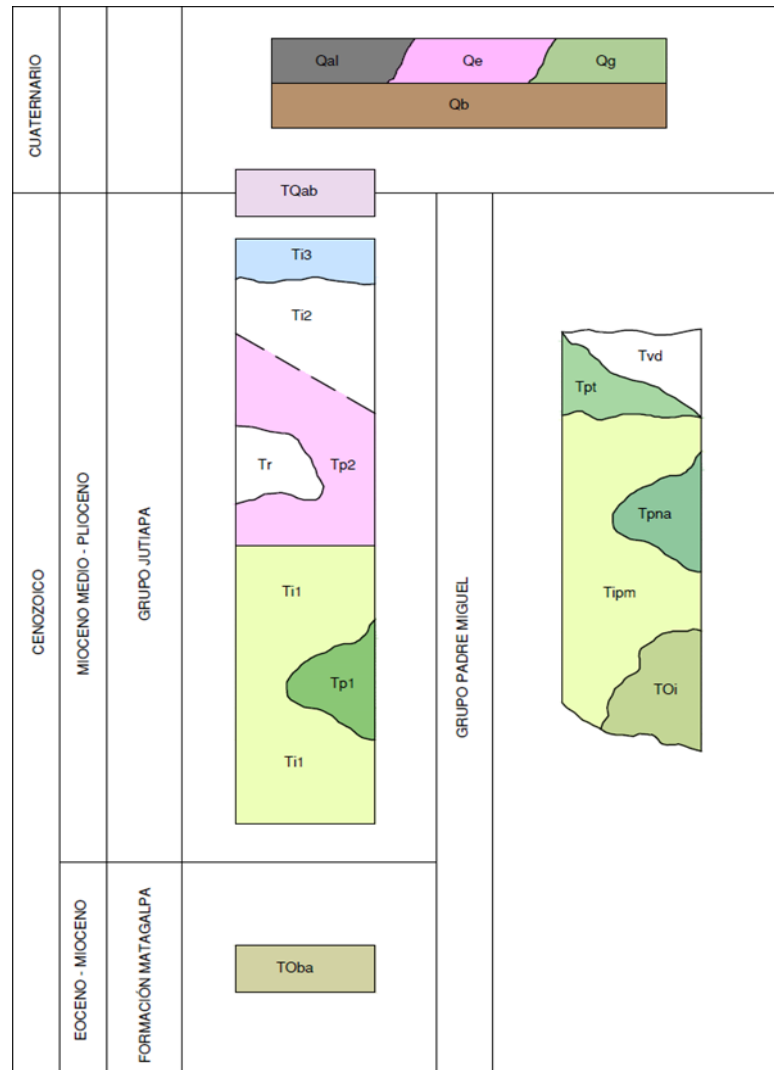 CUATERNARIO
Qal
Qe
Qg
Qb
TQab
CENOZOICO
MIOCENO MEDIO - PLIOCENO
GRUPO JUTIAPA
Ti3
Ti2
Tr
Tp2
Ti1
Tp1
Ti1
GRUPO PADRE MIGUEL
Tvd
Tpt
Tpna
Tipm
TOi
EOCENO - MIOCENO
FORMACIÓN MATAGALPA
TOba